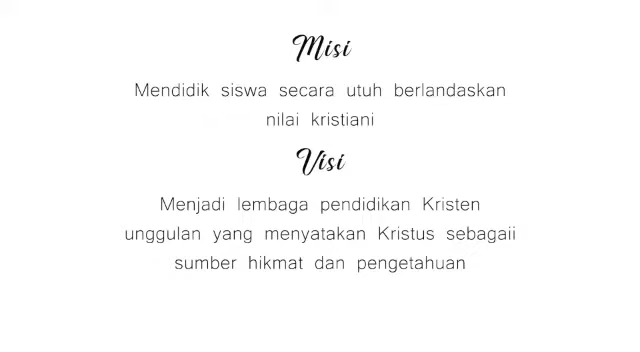 Misi
Mendidik siswa secara utuh berlandaskan
nilai kristiani
Visi
Menjadi lembaga pendidikan Kristen
unggulan yang menyatakan Kristus sebagaii
sumber hikmat dan pengetahuan